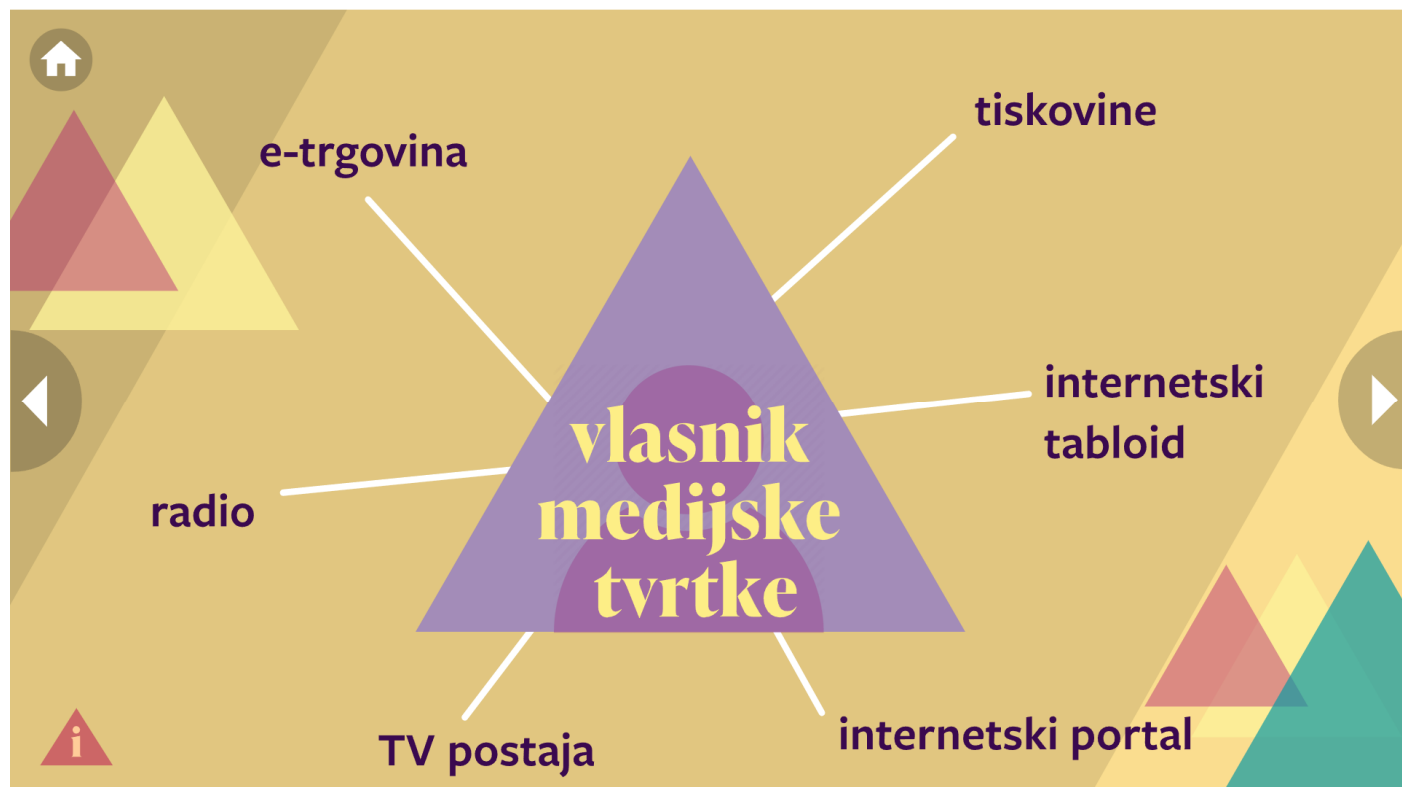 tiskovine
e-trgovina
internetski
tabloid
vlasnik
medijske
tvrtke
radio
TV postaja
internetski portal
i